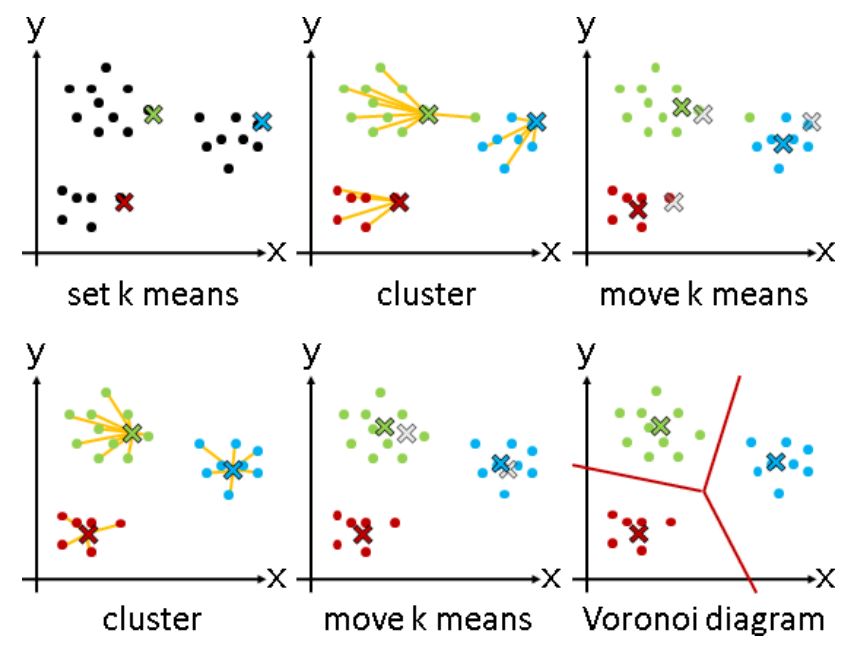 y
x
set k means
y
x
cluster
y
x
move k means
y
x
cluster
y
x
move k means
y
x
Voronoi diagram